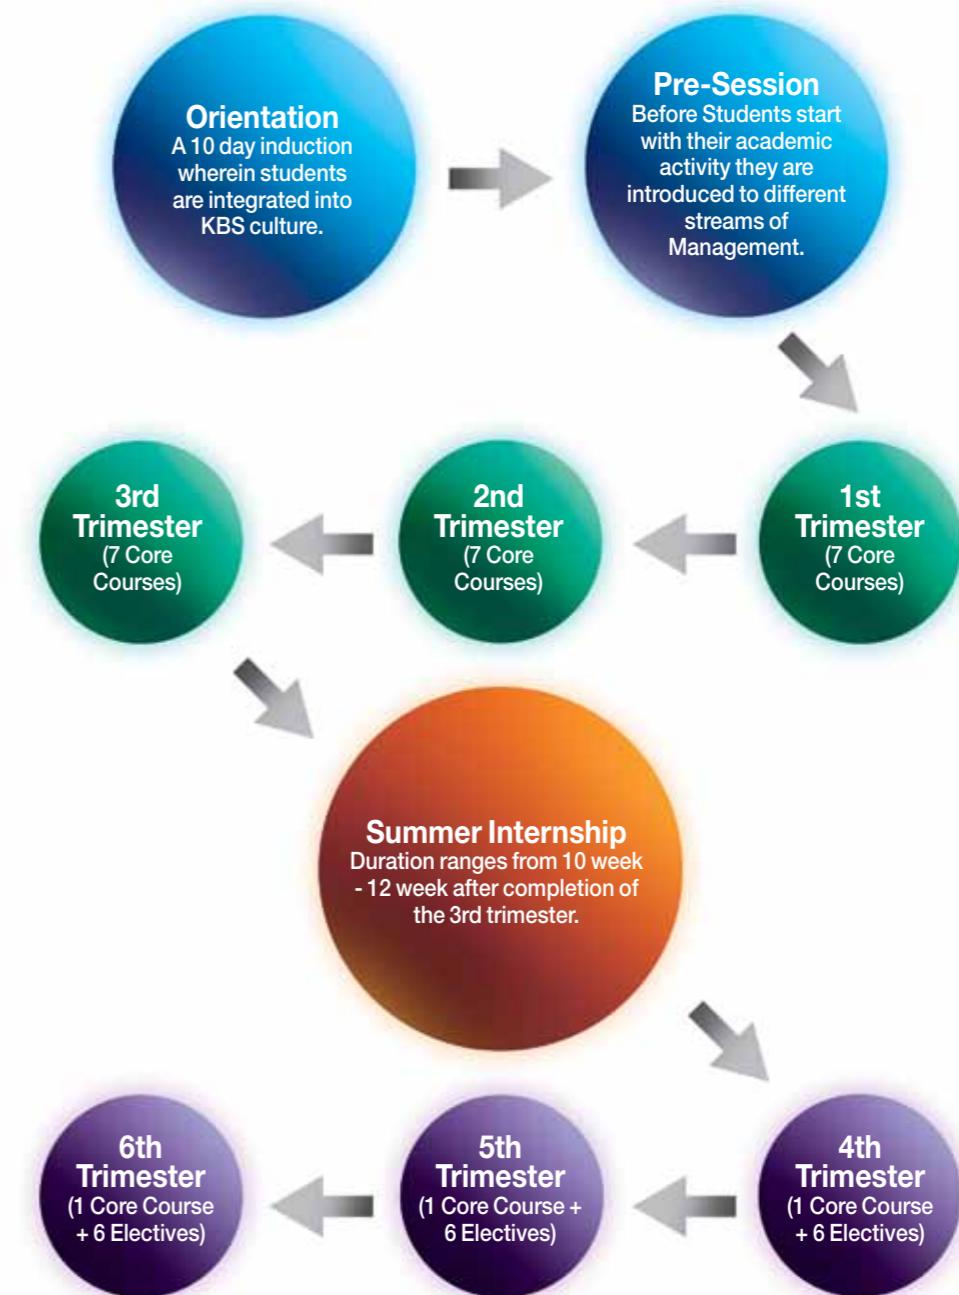 Orientation
A 10 day induction
wherein students
are integrated into
KBS culture.
Pre-Session
Before Students start
with their academic
activity they are
introduced to different
streams of
Management.
1st
Trimester
(7 Core
Courses)
2nd
Trimester
(7 Core
Courses)
3rd
Trimester
(7 Core
Courses)
Summer Internship
Duration ranges from 10 week
- 12 week after completion of
the 3rd trimester.
4th
Trimester
(1 Core Course
+ 6 Electives)
5th
Trimester
(1 Core Course +
6 Electives)
6th
Trimester
(1 Core Course
+ 6 Electives)